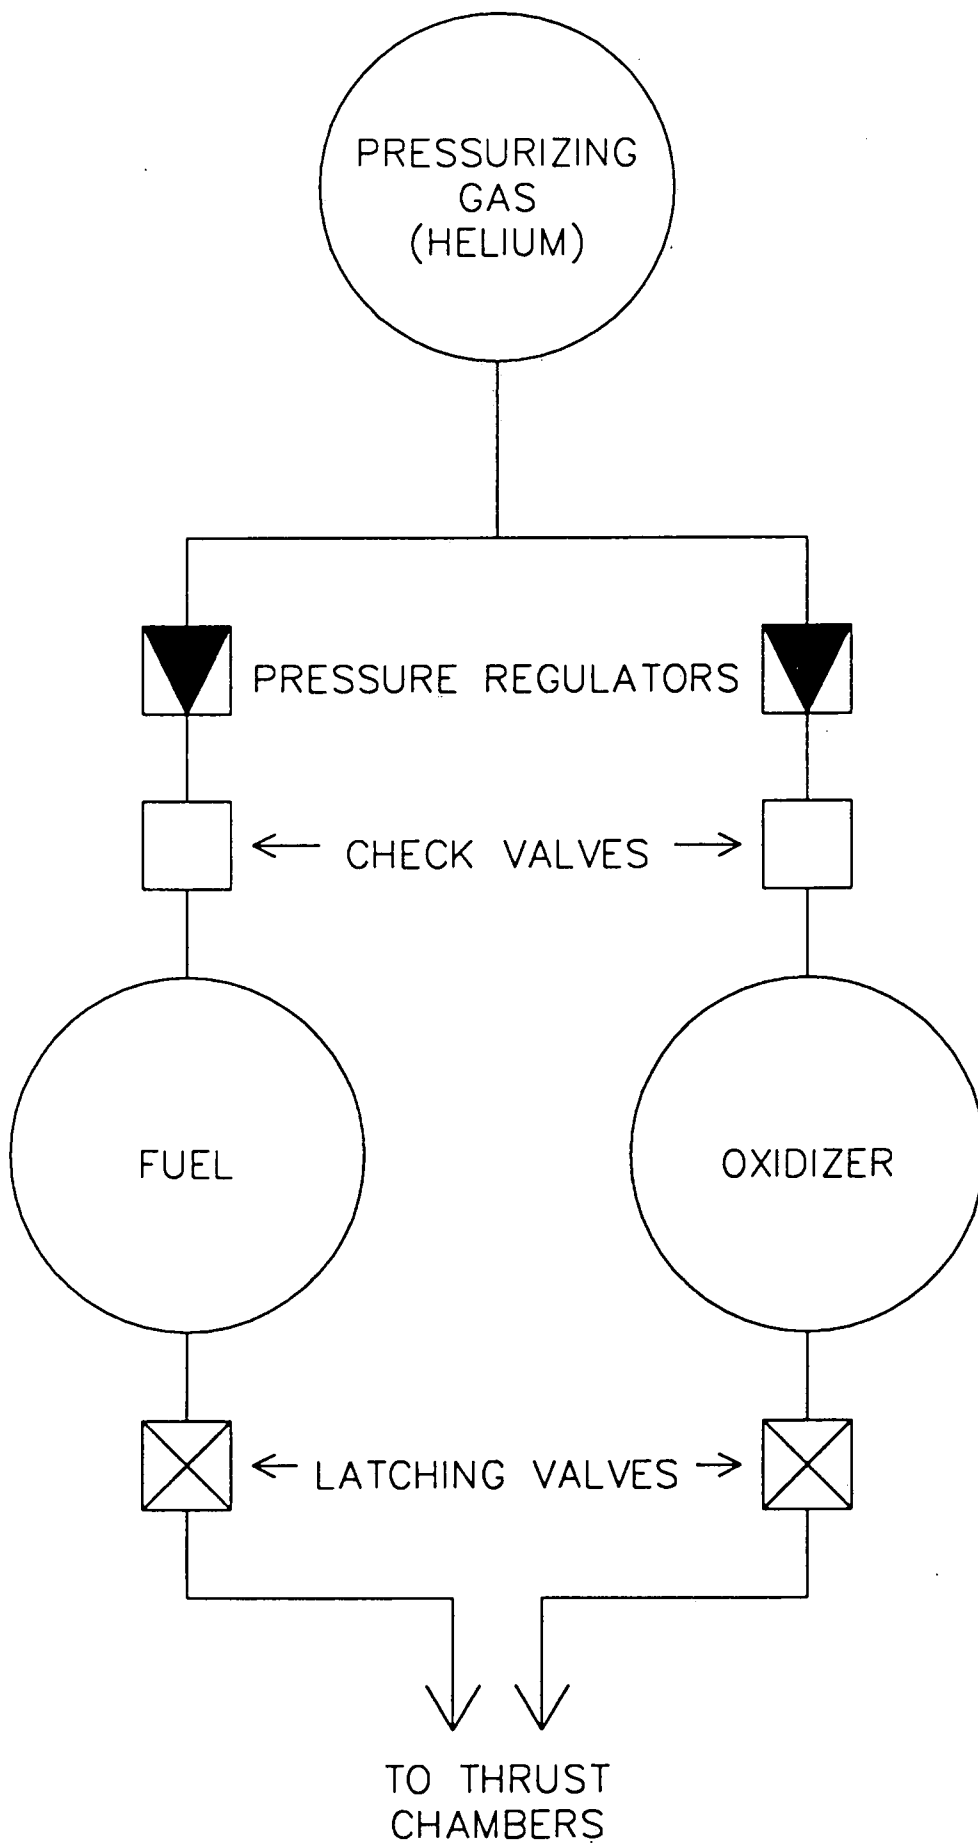 PRESSURIZING
GAS
(HELIUM)
PRESSURE REGULATORS
CHECK VALVES
FUEL
OXIDIZER
LATCHING VALVES
TO THRUST
CHAMBERS